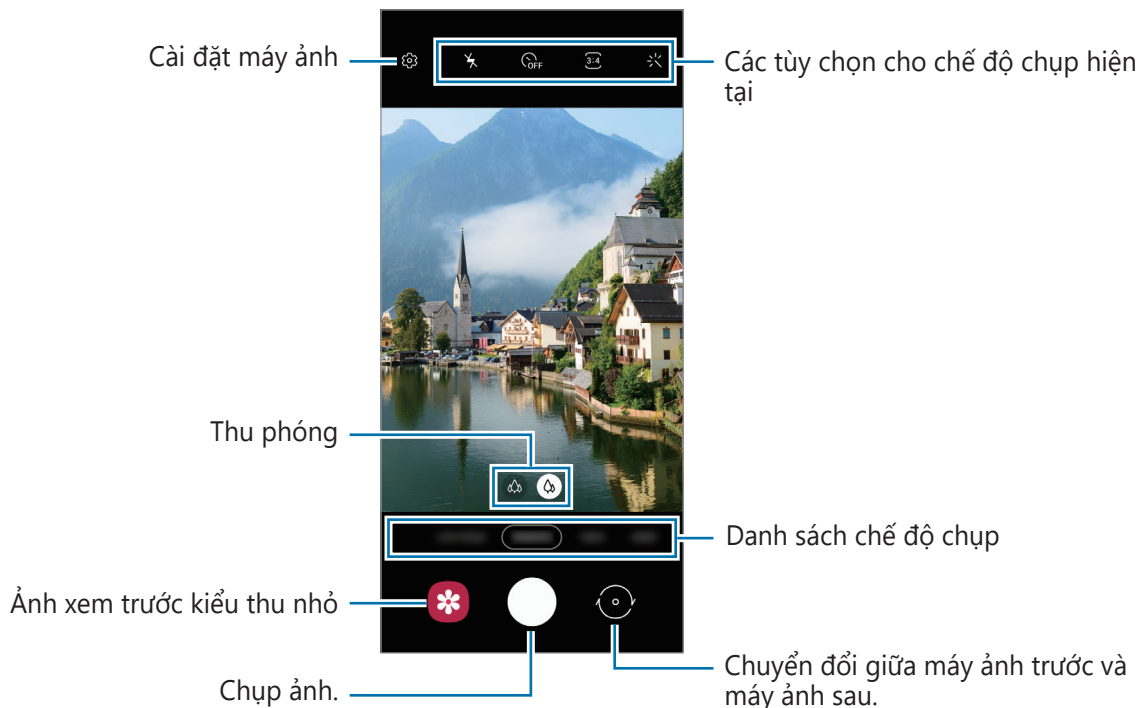 Cài đặt máy ảnh
OFF
3:4
Các tùy chọn cho chế độ chụp hiện
tại
Thu phóng
Danh sách chế độ chụp
Ảnh xem trước kiểu thu nhỏ
Chụp ảnh.
Chuyển đổi giữa máy ảnh trước và
máy ảnh sau.